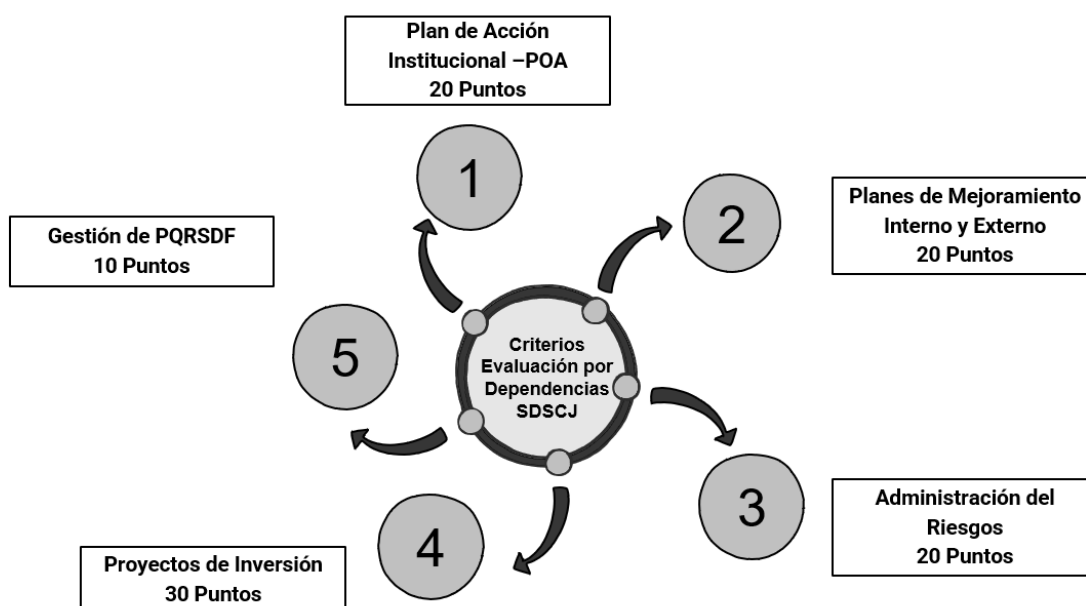 Plan de Acción
Institucional –POA
20 Puntos
1
2
Planes de Mejoramiento
Interno y Externo
20 Puntos
Gestión de PQRSDF
10 Puntos
5
Criterios
Evaluación por
Dependencias
SDSCJ
3
Administración del
Riesgos
20 Puntos
4
Proyectos de Inversión
30 Puntos